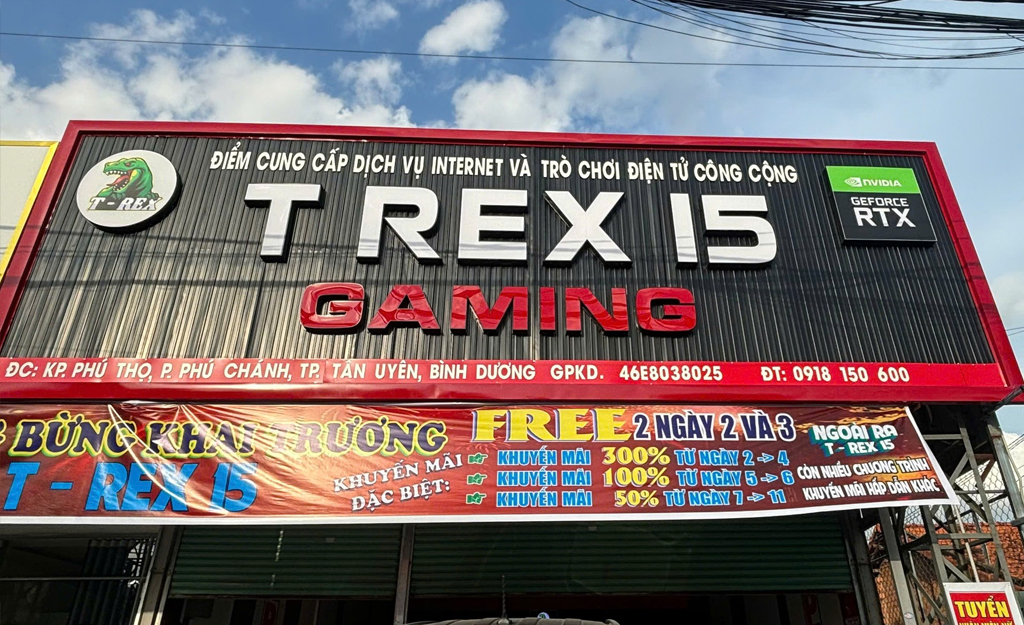 ĐIỂM CUNG CẤP DỊCH VỤ INTERNET VÀ TRÒ CHƠI ĐIỆN TỬ CÔNG CỘNG
T - REX
T REX 15
NVIDIA
GEFORCE
RTX
GAMING
ĐC: KP. PHÚ THỌ, P. PHÚ CHÁNH, TP. TÂN UYÊN, BÌNH DƯƠNG GPKD. 46E8038025 ĐT: 0918 150 600
BỪNG KHAI TRƯƠNG
T - REX 15
KHUYẾN MÃI
ĐẶC BIỆT:
FREE 2 NGÀY 2 VÀ 3
KHUYẾN MÃI 300% TỪ NGÀY 2 -> 4
KHUYẾN MÃI 100% TỪ NGÀY 5 -> 6
KHUYẾN MÃI 50% TỪ NGÀY 7 -> 11
NGOÀI RA
T - REX 15
CÒN NHIỀU CHƯƠNG TRÌNH
KHUYẾN MÃI HẤP DẪN KHÁC
TUYỂN